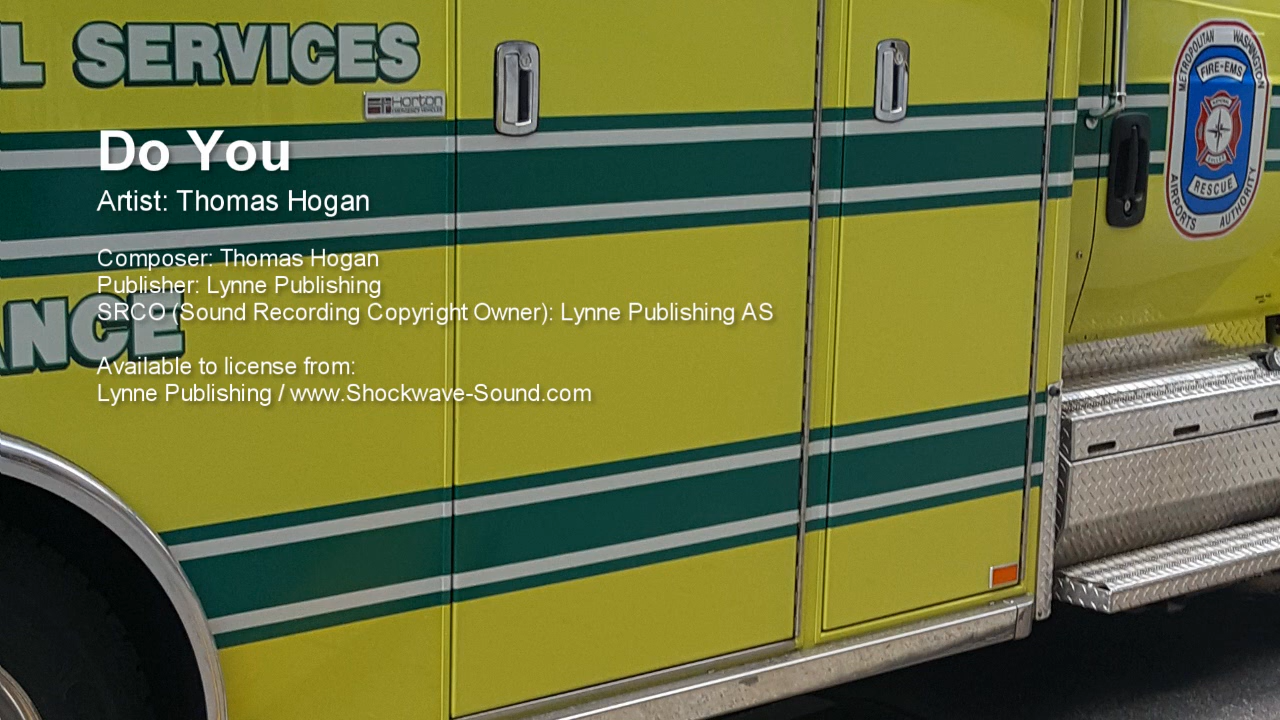 L SERVICES
Horton
EMERGENCY VEHICLES
METROPOLITAN WASHINGTON
FIRE-EMS
RESCUE
AIRPORTS AUTHORITY
Do You
Artist: Thomas Hogan
Composer: Thomas Hogan
Publisher: Lynne Publishing
SRCO (Sound Recording Copyright Owner): Lynne Publishing AS
ANCE
Available to license from:
Lynne Publishing / www.Shockwave-Sound.com